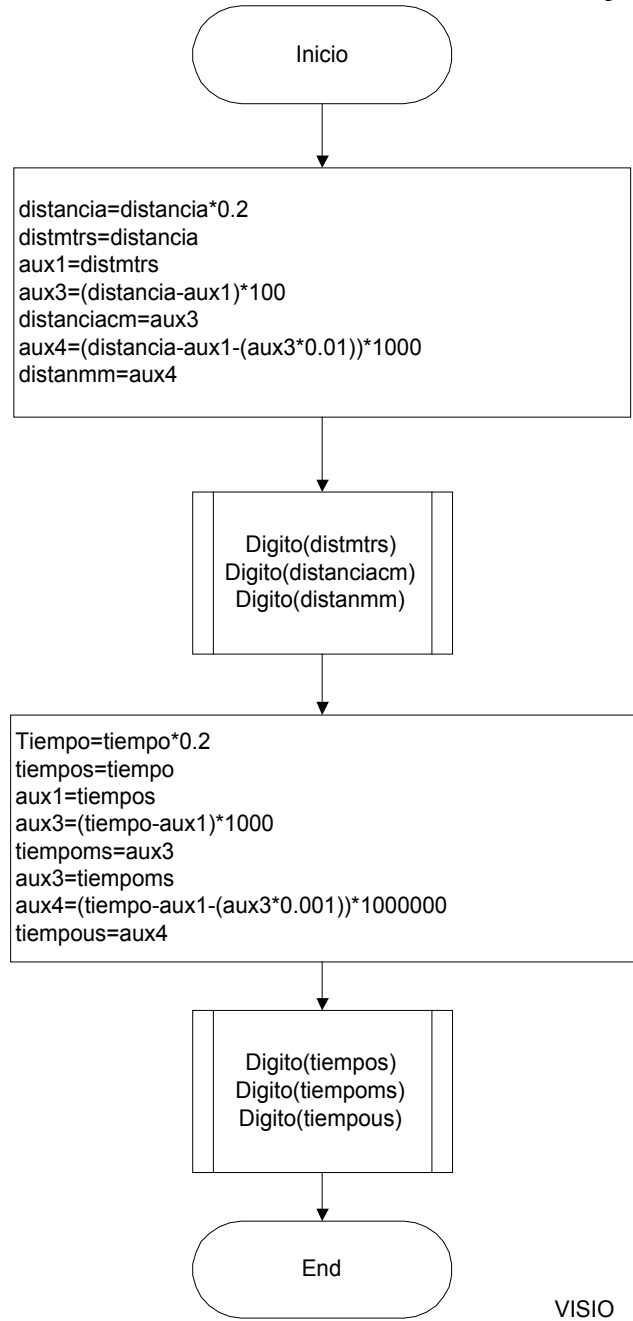 Inicio
distancia=distancia*0.2
distmtrs=distancia
aux1=distmtrs
aux3=(distancia-aux1)*100
distanciacm=aux3
aux4=(distancia-aux1-(aux3*0.01))*1000
distanmm=aux4
Digito(distmtrs)
Digito(distanciacm)
Digito(distanmm)
Tiempo=tiempo*0.2
tiempos=tiempo
aux1=tiempos
aux3=(tiempo-aux1)*1000
tiempoms=aux3
aux3=tiempoms
aux4=(tiempo-aux1-(aux3*0.001))*1000000
tiempous=aux4
Digito(tiempos)
Digito(tiempoms)
Digito(tiempous)
End
VISIO